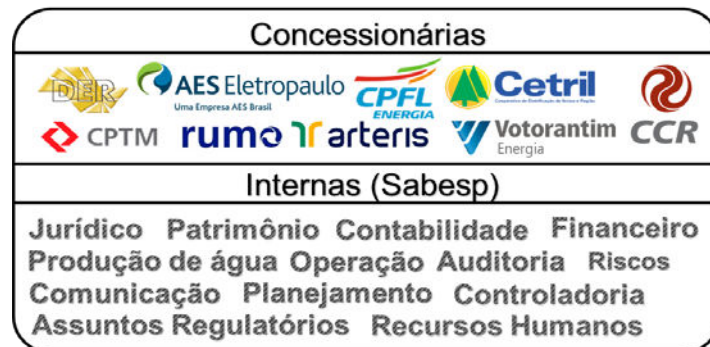 Concessionárias
DER AES Eletropaulo CPFL ENERGIA Cetril
Uma Empresa AES Brasil
CPTM rumo arteris Votorantim Energia CCR
Internas (Sabesp)
Jurídico Patrimônio Contabilidade Financeiro
Produção de água Operação Auditoria Riscos
Comunicação Planejamento Controladoria
Assuntos Regulatórios Recursos Humanos